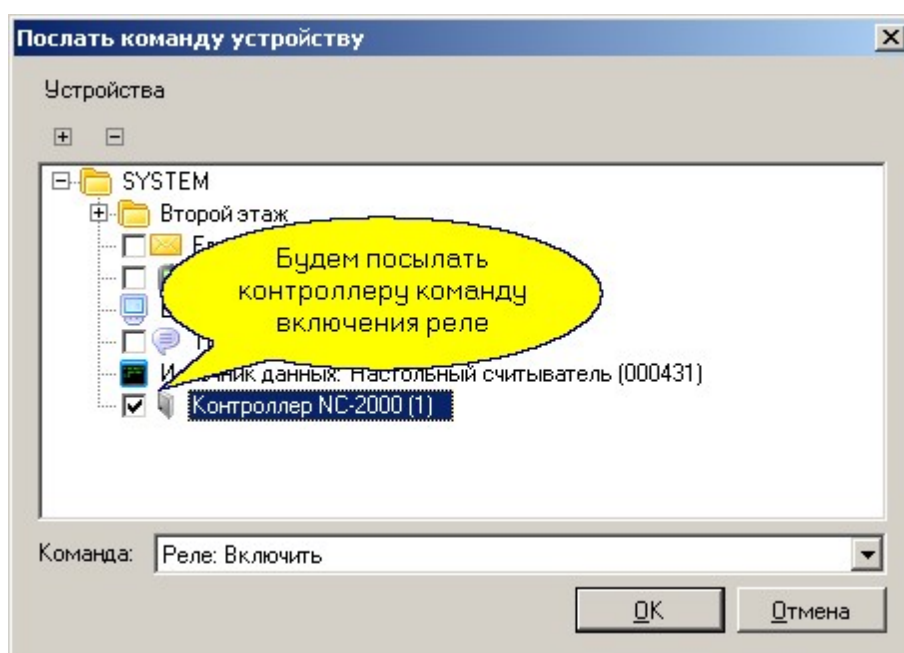 Послать команду устройству
Устройства
SYSTEM
Второй этаж
Будем посылать
контроллеру команду
включения реле
данных: Настольный считыватель (000431)
Контроллер NC-2000 (1)
Команда: Реле: Включить
OK Отмена